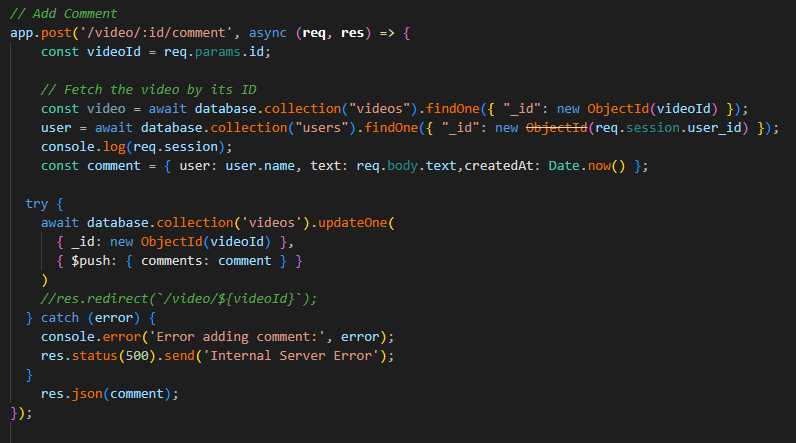 // Add Comment
app.post('/video/:id/comment', async (req, res) => {
    const videoId = req.params.id;

    // Fetch the video by its ID
    const video = await database.collection("videos").findOne({ "_id": new ObjectId(videoId) });
    user = await database.collection("users").findOne({ "_id": new ObjectId(req.session.user_id) });
    console.log(req.session);
    const comment = { user: user.name, text: req.body.text,createdAt: Date.now() };

  try {
    await database.collection('videos').updateOne(
      { _id: new ObjectId(videoId) },
      { $push: { comments: comment } }
    )
    //res.redirect(`/video/${videoId}`);
  } catch (error) {
    console.error('Error adding comment:', error);
    res.status(500).send('Internal Server Error');
  }
    res.json(comment);
});